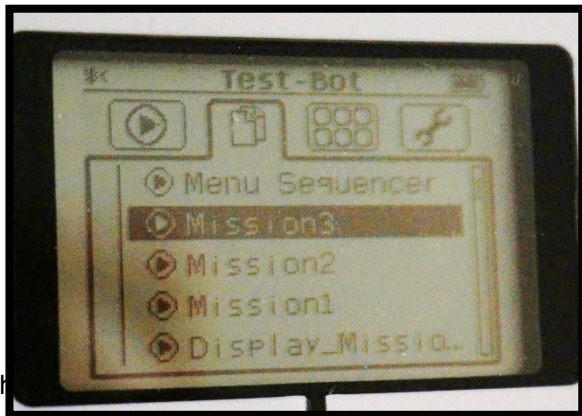 Test-Bot
Menu Sequencer
Mission3
Mission2
Mission1
Display_Missio...